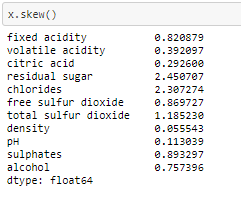 x.skew()
fixed acidity 0.820879
volatile acidity 0.392097
citric acid 0.292600
residual sugar 2.450707
chlorides 2.307274
free sulfur dioxide 0.869727
total sulfur dioxide 1.185230
density 0.055543
pH 0.113039
sulphates 0.893297
alcohol 0.757396
dtype: float64